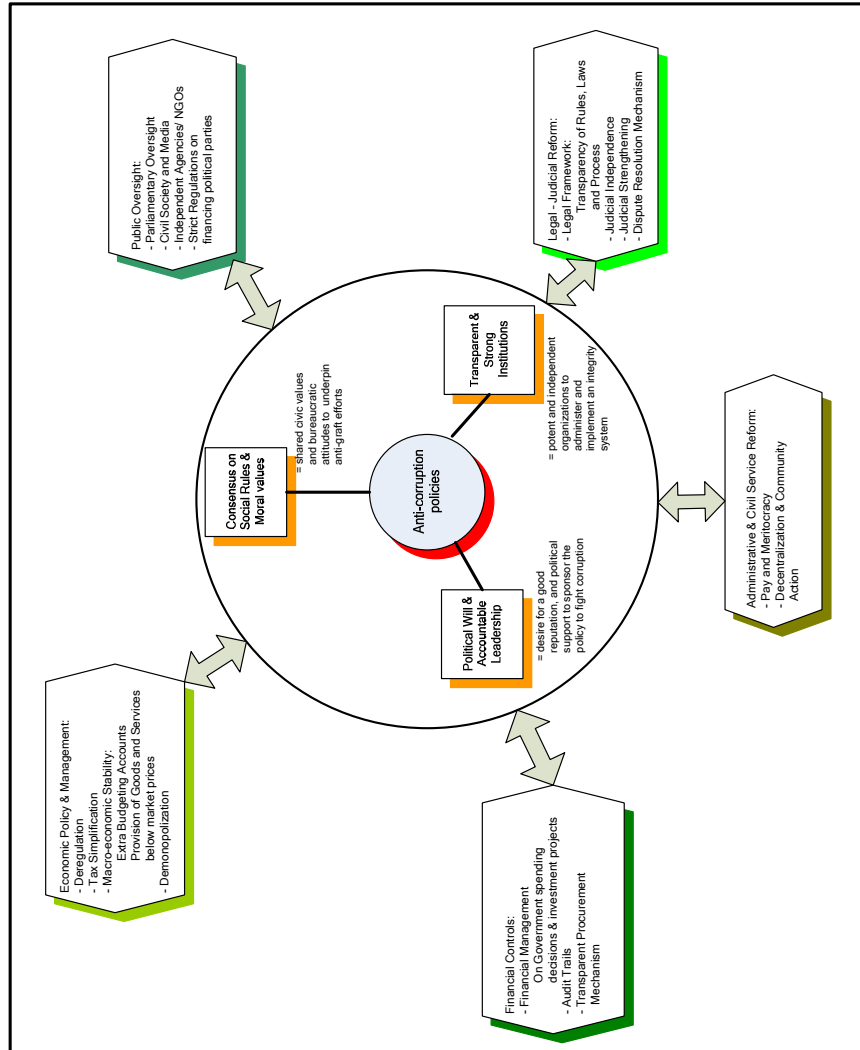 Economic Policy & Management:
- Deregulation
- Tax Simplification
- Macro-economic Stability:
Extra Budgeting Accounts
Provision of Goods and Services
below market prices
- Demonopolization
Public Oversight:
- Parliamentary Oversight
- Civil Society and Media
- Independent Agencies/ NGOs
- Strict Regulations on
financing political parties
Consensus on
Social Rules &
Moral values
= shared civic values
and bureaucratic
attitudes to underpin
anti-graft efforts
Anti-corruption
policies
Political Will &
Accountable
Leadership
= desire for a good
reputation, and political
support to sponsor the
policy to fight corruption
Transparent &
Strong
Institutions
= potent and independent
organizations to
administer and
implement an integrity
system
Financial Controls:
- Financial Management
On Government spending
decisions & investment projects
- Audit Trails
- Transparent Procurement
Mechanism
Administrative & Civil Service Reform:
- Pay and Meritocracy
- Decentralization & Community
Action
Legal - Judicial Reform:
- Legal Framework:
Transparency of Rules, Laws
and Process
- Judicial Independence
- Judicial Strengthening
- Dispute Resolution Mechanism